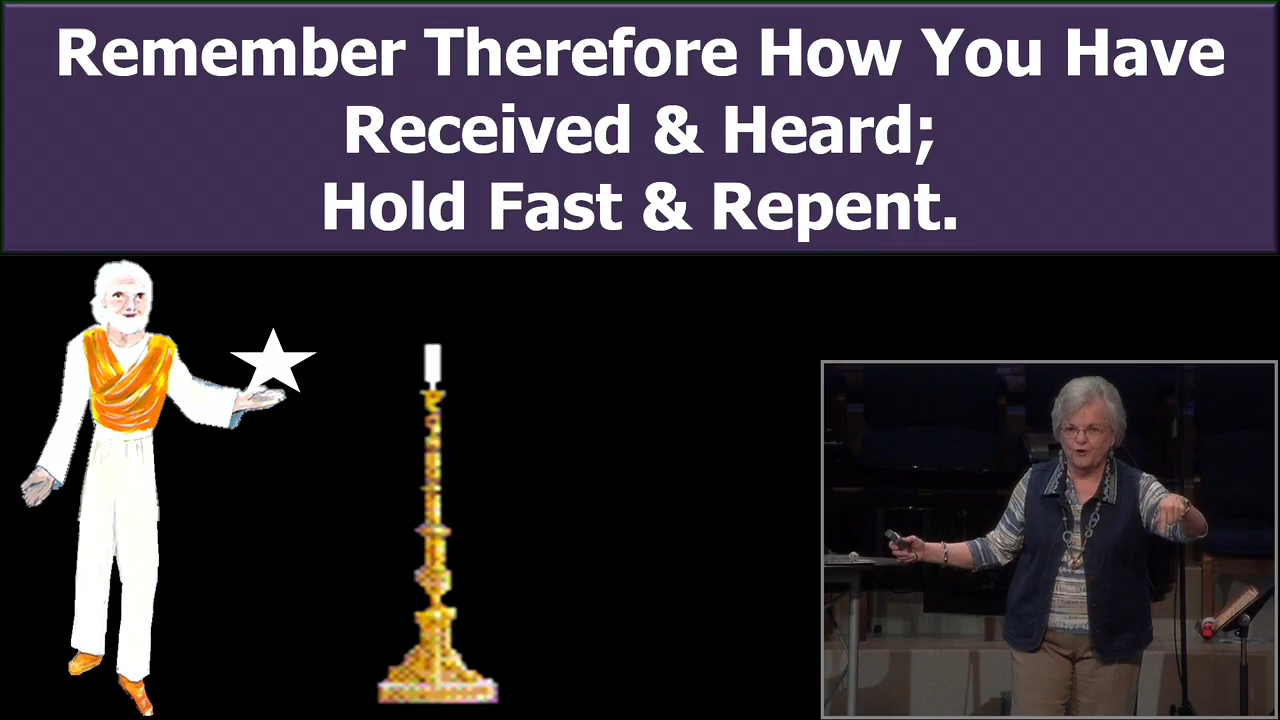 Remember Therefore How You Have
Received & Heard;
Hold Fast & Repent.